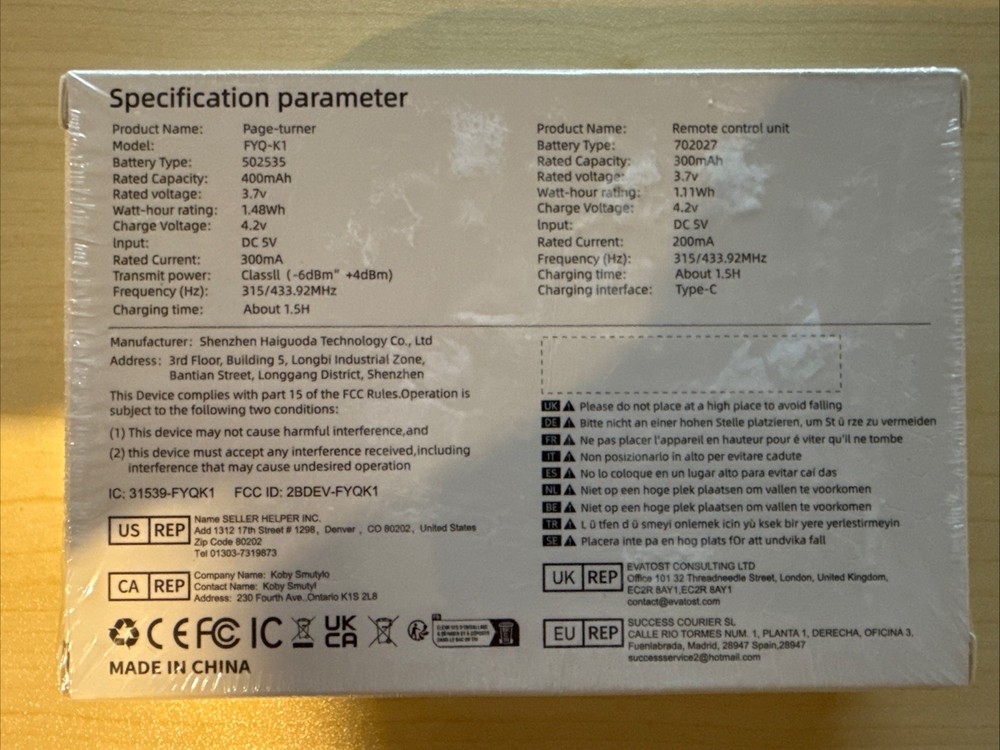 Specification parameter
Product Name: Page-turner
Model: FYQ-K1
Battery Type: 502535
Rated Capacity: 400mAh
Rated voltage: 3.7v
Watt-hour rating: 1.48Wh
Charge Voltage: 4.2v
Input: DC 5V
Rated Current: 300mA
Transmit power: Classll ( -6dBm" +4dBm)
Frequency (Hz): 315/433.92MHz
Charging time: About 1.5H
Product Name: Remote control unit
Battery Type: 702027
Rated Capacity: 300mAh
Rated voltage: 3.7v
Watt-hour rating: 1.11Wh
Charge Voltage: 4.2v
Input: DC 5V
Rated Current: 200mA
Frequency (Hz): 315/433.92MHz
Charging time: About 1.5H
Charging interface: Type-C
Manufacturer: Shenzhen Haiguoda Technology Co., Ltd
Address: 3rd Floor, Building 5, Longbi Industrial Zone,
Bantian Street, Longgang District, Shenzhen
This Device complies with part 15 of the FCC Rules.Operation is
subject to the following two conditions:
(1) This device may not cause harmful interference,and
(2) this device must accept any interference received,including
interference that may cause undesired operation
IC: 31539-FYQK1 FCC ID: 2BDEV-FYQK1
US REP
Name SELLER HELPER INC.
Add 1312 17th Street # 1298, Denver , CO 80202, United States
Zip Code 80202
Tel 01303-7319873
CA REP
Company Name: Koby Smutylo
Contact Name: Koby Smutyl
Address: 230 Fourth Ave.,Ontario K1S 2L8
CE FC IC UK CA
MADE IN CHINA
UK Please do not place at a high place to avoid falling
DE Bitte nicht an einer hohen Stelle platzieren, um St ü rze zu vermeiden
FR Ne pas placer l'appareil en hauteur pour é viter qu'il ne tombe
IT Non posizionarlo in alto per evitare cadute
ES No lo coloque en un lugar alto para evitar caí das
NL Niet op een hoge plek plaatsen om vallen te voorkomen
BE Niet op een hoge plek plaatsen om vallen te voorkomen
TR L ü tfen d ü smeyi onlemek icin yü ksek bir yere yerlestirmeyin
SE Placera inte pa en hog plats fOr att undvika fall
UK REP
EVATOST CONSULTING LTD
Office 101 32 Threadneedle Street, London, United Kingdom,
EC2R 8AY1,EC2R 8AY1
contact@evatost.com
EU REP
SUCCESS COURIER SL
CALLE RIO TORMES NUM. 1, PLANTA 1, DERECHA, OFICINA 3,
Fuenlabrada, Madrid, 28947 Spain,28947
successservice2@hotmail.com